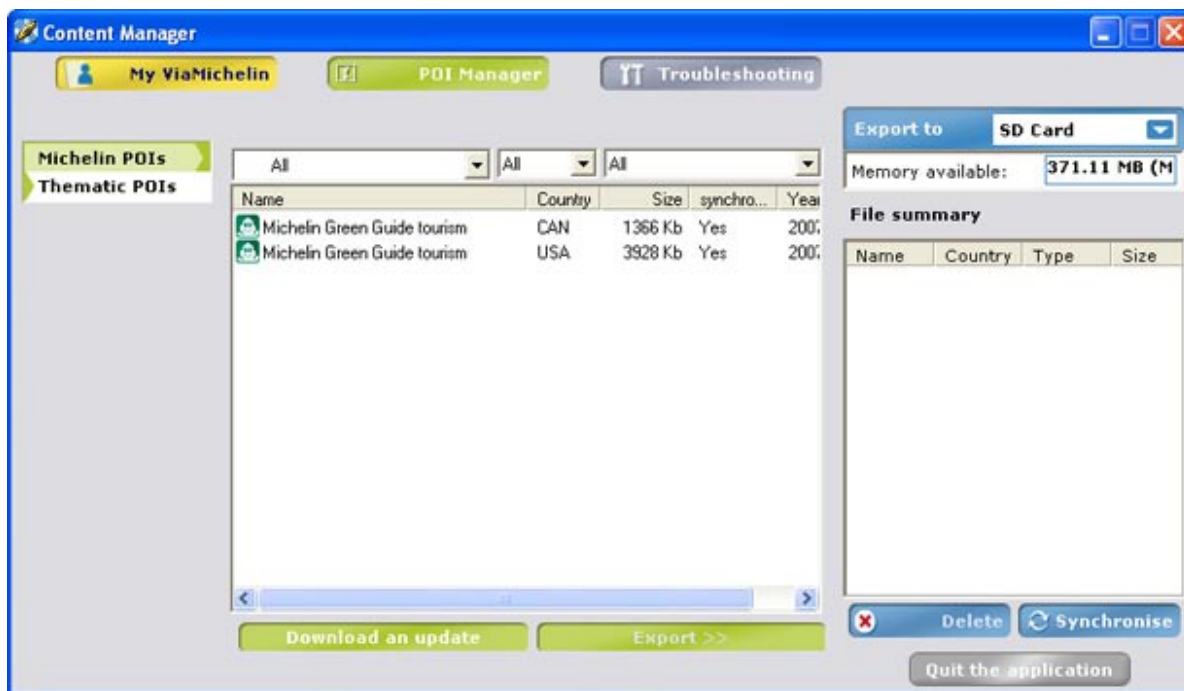 Content Manager
My ViaMichelin
POI Manager
Troubleshooting
Export to SD Card
Memory available: 371.11 MB (M
Michelin POIs
Thematic POIs
All All All
Name Country Size synchro... Year
Michelin Green Guide tourism CAN 1366 Kb Yes 2007
Michelin Green Guide tourism USA 3928 Kb Yes 2007
File summary
Name Country Type Size
Download an update
Export >>
Delete
Synchronise
Quit the application